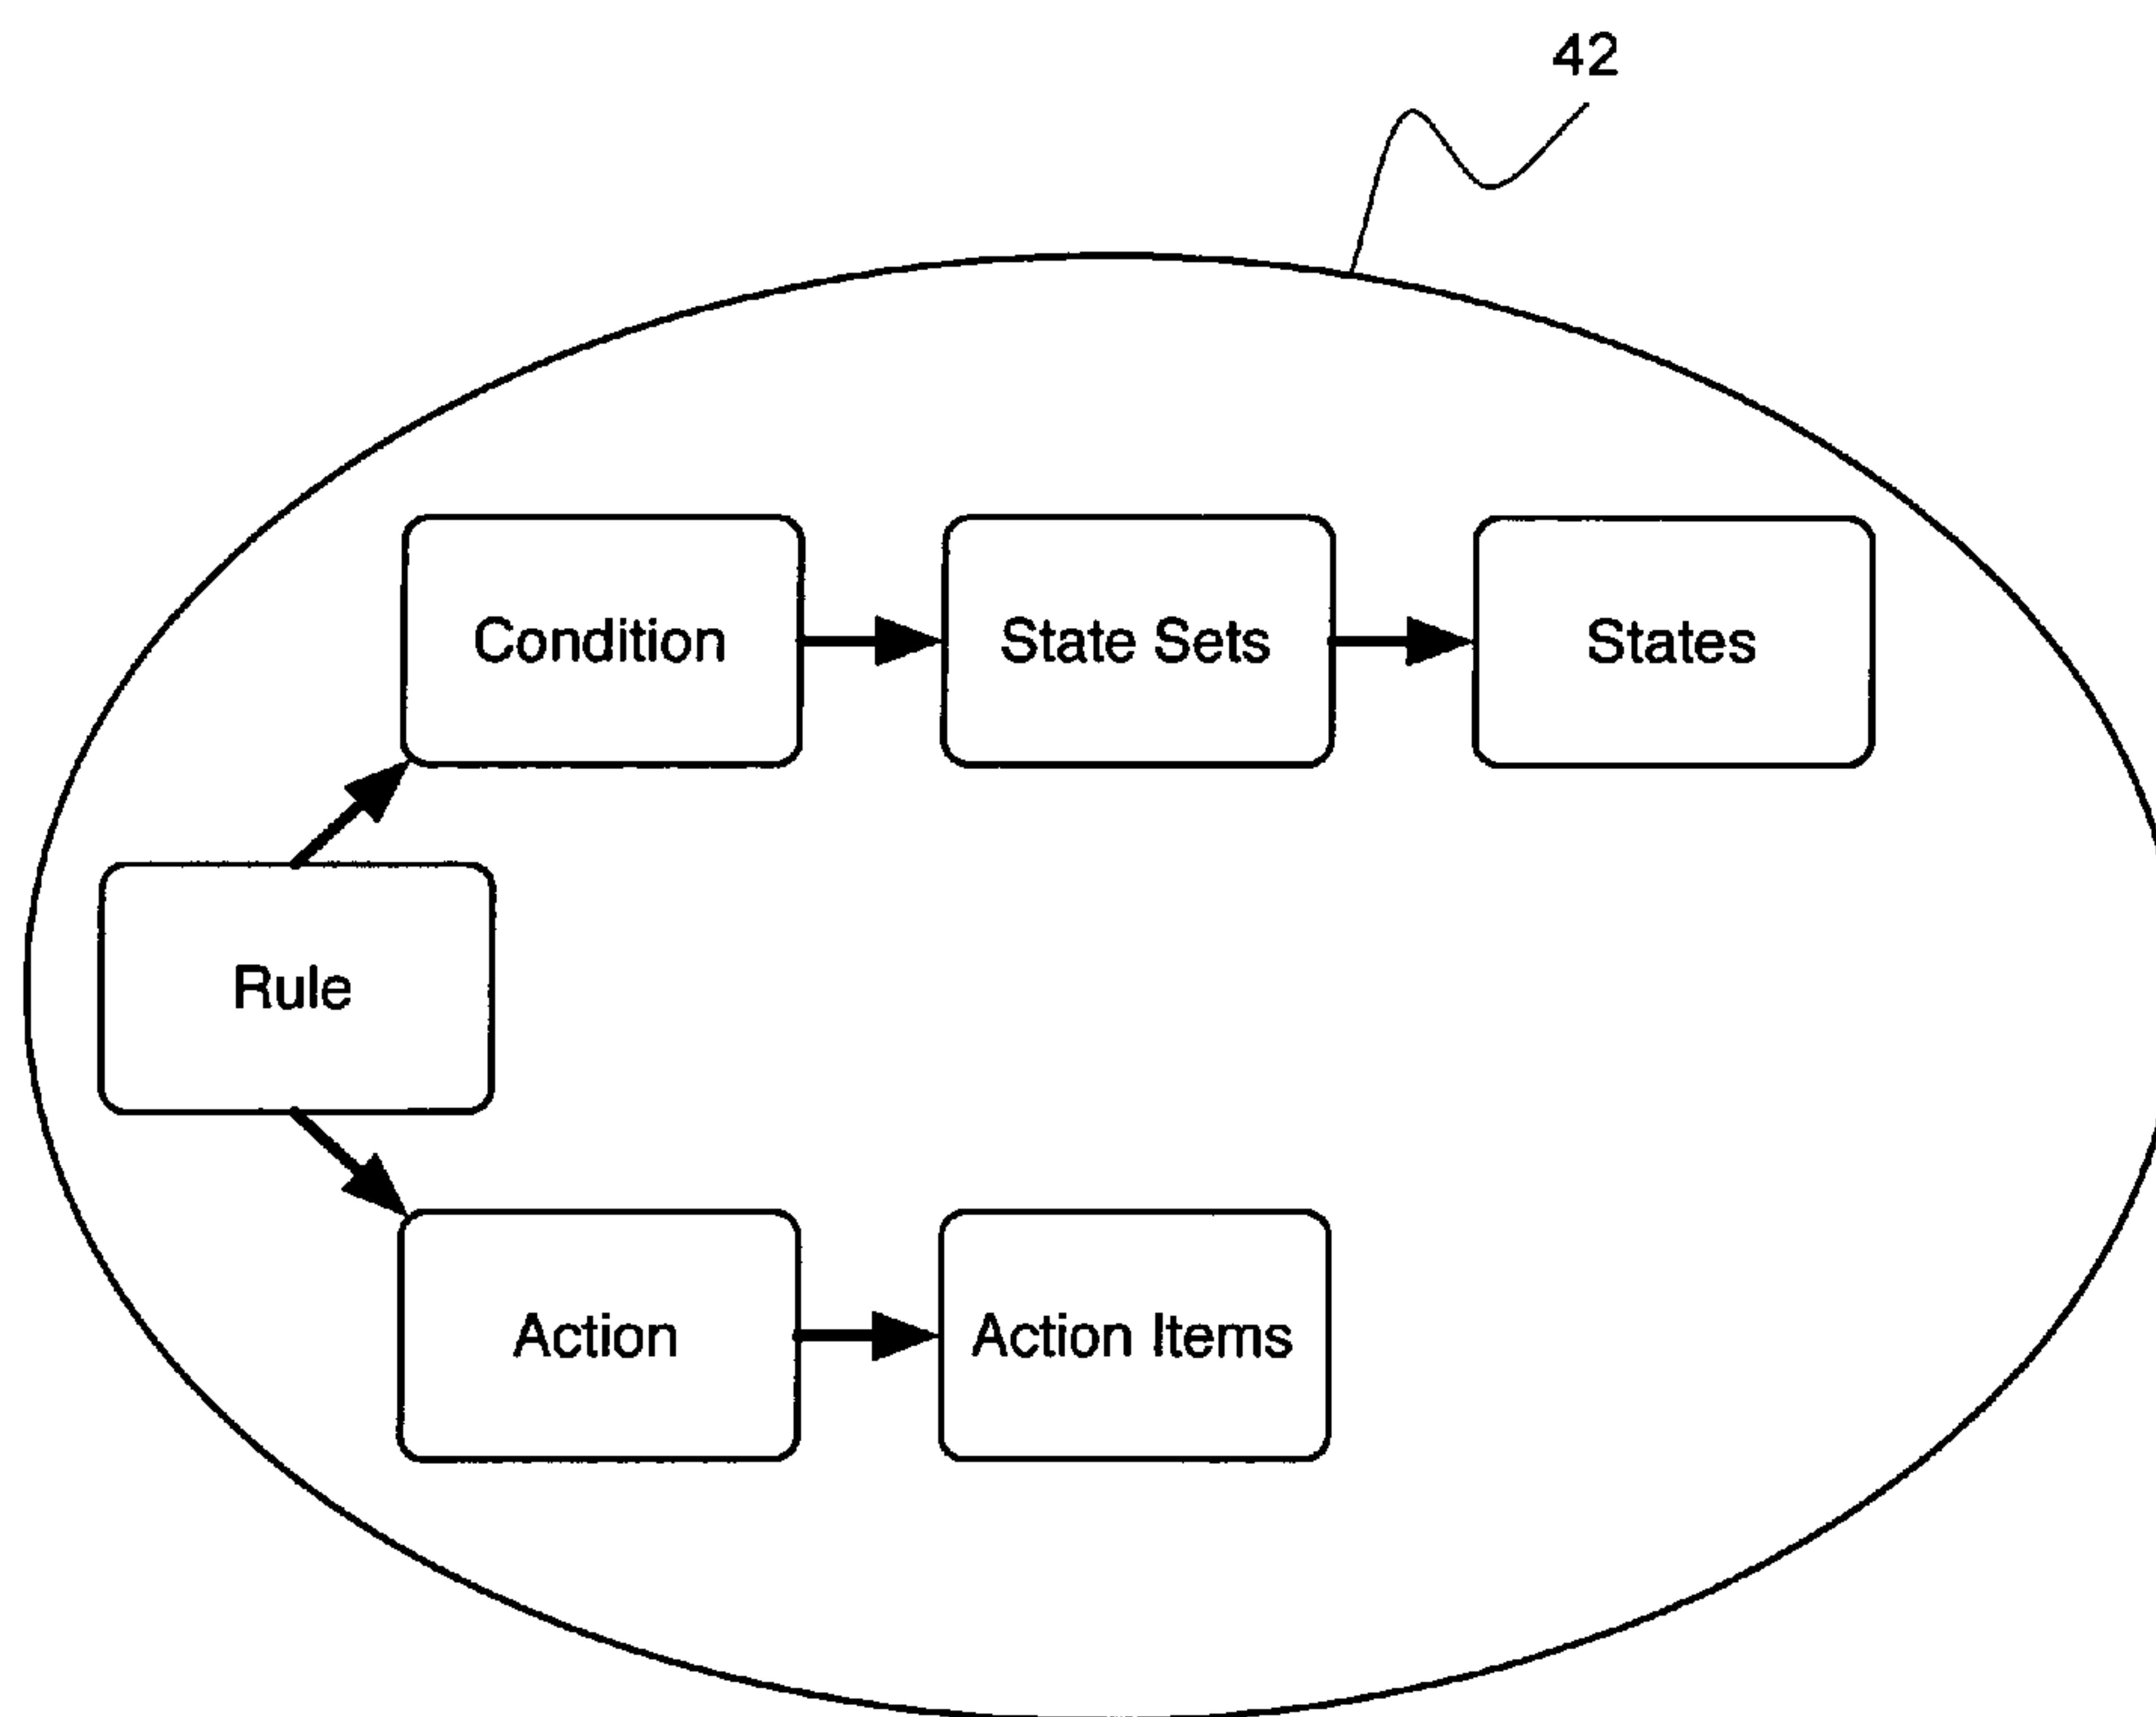 42
Condition
State Sets
States
Rule
Action
Action Items